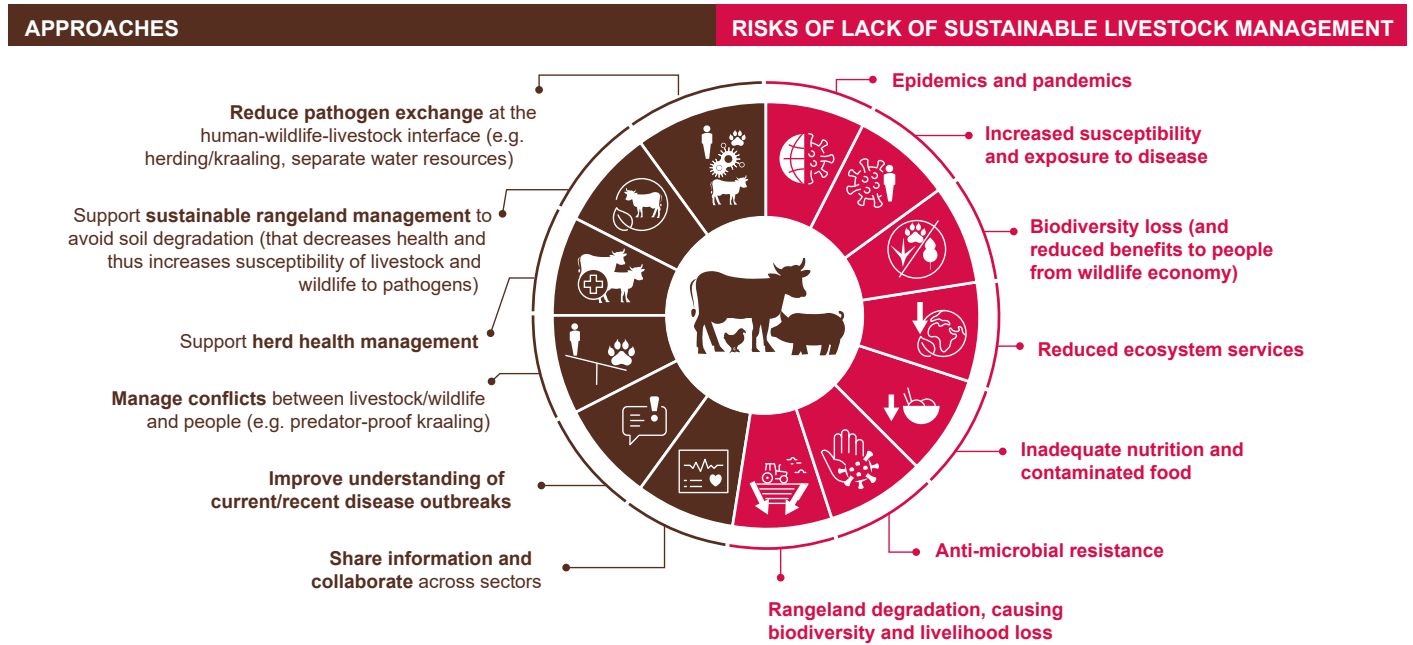 APPROACHES
RISKS OF LACK OF SUSTAINABLE LIVESTOCK MANAGEMENT
Reduce pathogen exchange at the
human-wildlife-livestock interface (e.g.
herding/kraaling, separate water resources)
Support sustainable rangeland management to
avoid soil degradation (that decreases health and
thus increases susceptibility of livestock and
wildlife to pathogens)
Support herd health management
Manage conflicts between livestock/wildlife
and people (e.g. predator-proof kraaling)
Improve understanding of
current/recent disease outbreaks
Share information and
collaborate across sectors
Epidemics and pandemics
Increased susceptibility
and exposure to disease
Biodiversity loss (and
reduced benefits to people
from wildlife economy)
Reduced ecosystem services
Inadequate nutrition and
contaminated food
Anti-microbial resistance
Rangeland degradation, causing
biodiversity and livelihood loss